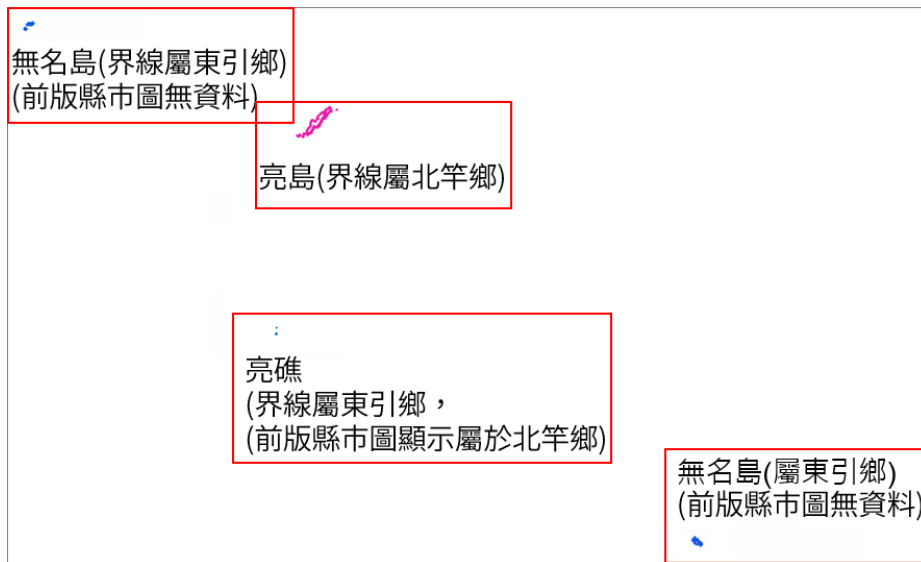 無名島(界線屬東引鄉)
(前版縣市圖無資料)
亮島(界線屬北竿鄉)
亮礁
(界線屬東引鄉，
(前版縣市圖顯示屬於北竿鄉)
無名島(屬東引鄉)
(前版縣市圖無資料)